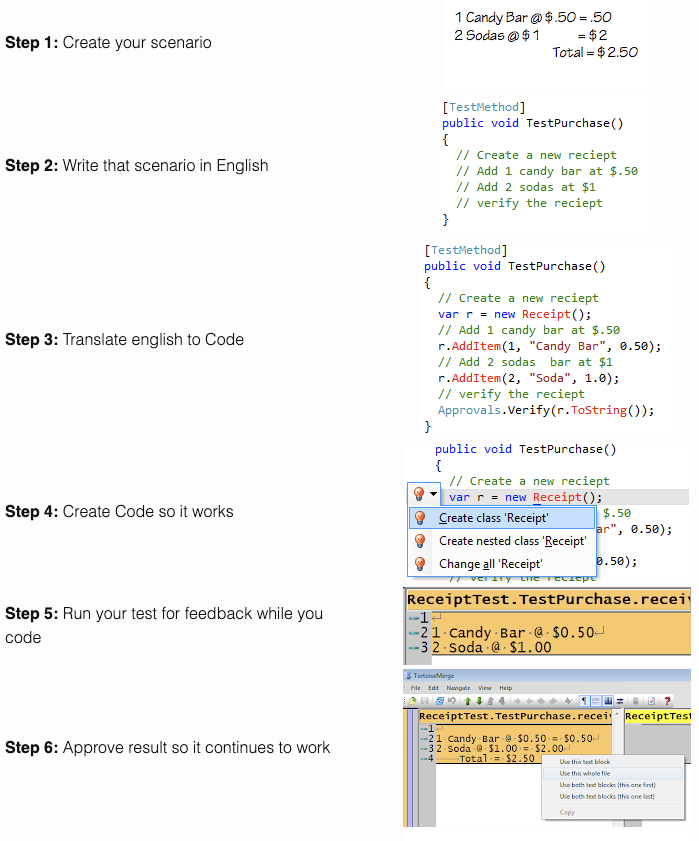 Step 1: Create your scenario
1 Candy Bar @ $.50 = .50
2 Sodas @ $1 = $2
Total = $2.50
Step 2: Write that scenario in English
[TestMethod]
public void TestPurchase()
{
// Create a new reciept
// Add 1 candy bar at $.50
// Add 2 sodas at $1
// verify the reciept
}
Step 3: Translate english to Code
[TestMethod]
public void TestPurchase()
{
// Create a new reciept
var r = new Receipt();
// Add 1 candy bar at $.50
r.AddItem(1, "Candy Bar", 0.50);
// Add 2 sodas  bar at $1
r.AddItem(2, "Soda", 1.0);
// verify the reciept
Approvals.Verify(r.ToString());
}
Step 4: Create Code so it works
public void TestPurchase()
{
// Create a new reciept
var r = new Receipt();
$.50
Create class 'Receipt'
ar", 0.50);
Create nested class 'Receipt'
Change all 'Receipt'
0.50);
// verify the reciept
Step 5: Run your test for feedback while you
code
ReceiptTest.TestPurchase.recei
1
2 1 Candy Bar @ $0.50
3 2 Soda @ $1.00
Step 6: Approve result so it continues to work
TortoiseMerge
File Edit Navigate View Help
ReceiptTest.TestPurchase.recei ReceiptTest
1
2 1 Candy Bar @ $0.50 = $0.50
3 2 Soda @ $1.00 = $2.00
4 Total = $2.50
Use this text block
Use this whole file
Use both text blocks (this one first)
Use both text blocks (this one last)
Copy